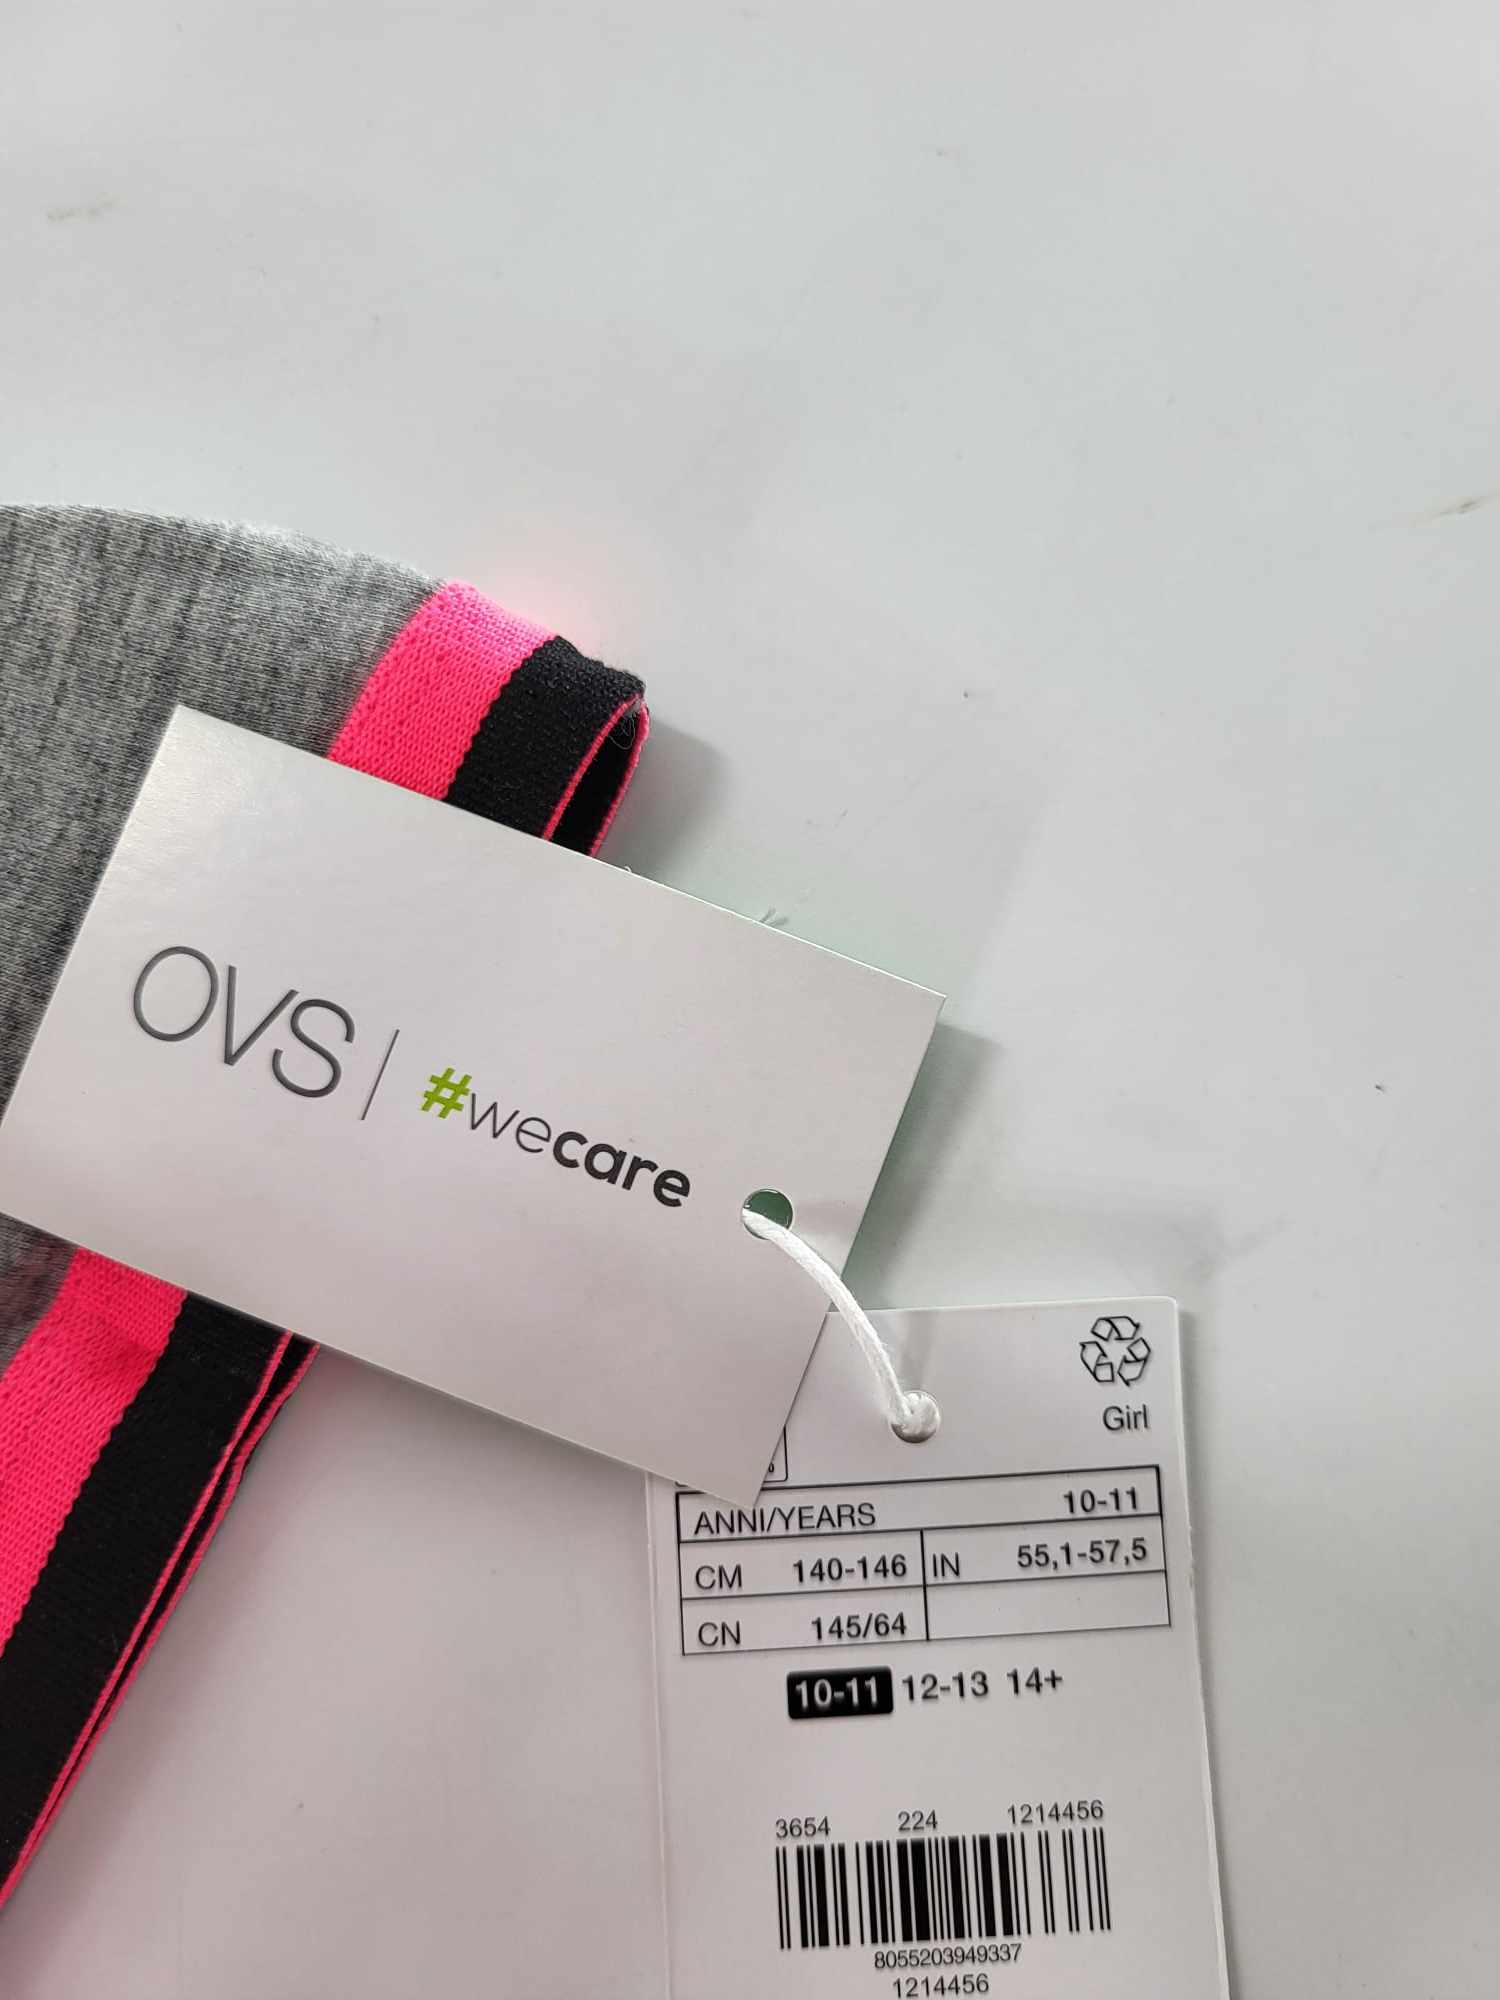 OVS | #wecare
Girl
ANNI/YEARS 10-11
CM 140-146 IN 55,1-57,5
CN 145/64
10-11 12-13 14+
3654 224 1214456
8055203949337
1214456